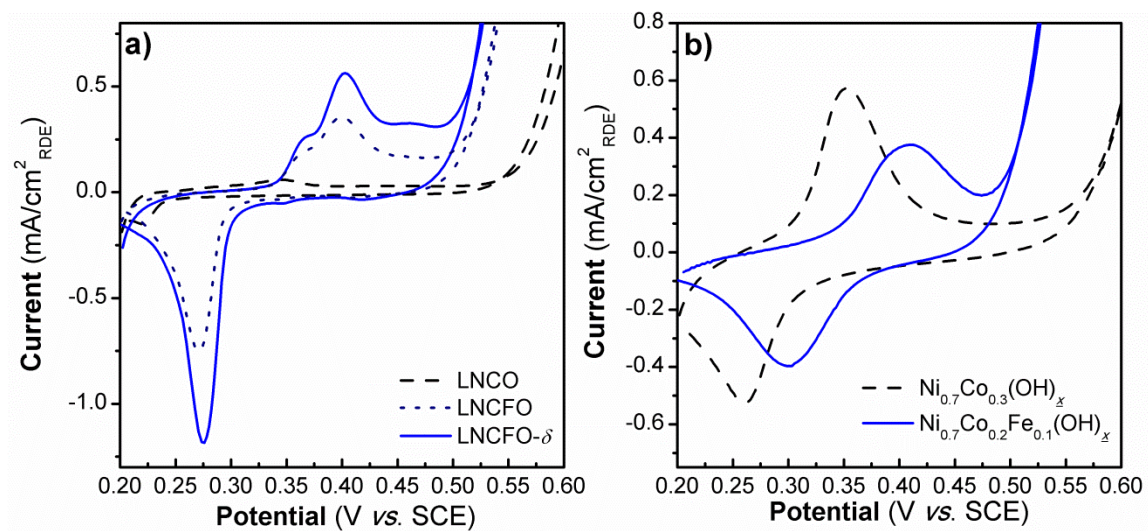 a)
Current (mA/cm²RDE)
0.5
0.0
-0.5
-1.0
0.20 0.25 0.30 0.35 0.40 0.45 0.50 0.55 0.60
Potential (V vs. SCE)
LNCO
LNCFO
LNCFO-δ
b)
Current (mA/cm²RDE)
0.8
0.6
0.4
0.2
0.0
-0.2
-0.4
-0.6
0.20 0.25 0.30 0.35 0.40 0.45 0.50 0.55 0.60
Potential (V vs. SCE)
Ni0.7Co0.3(OH)x
Ni0.7Co0.2Fe0.1(OH)x